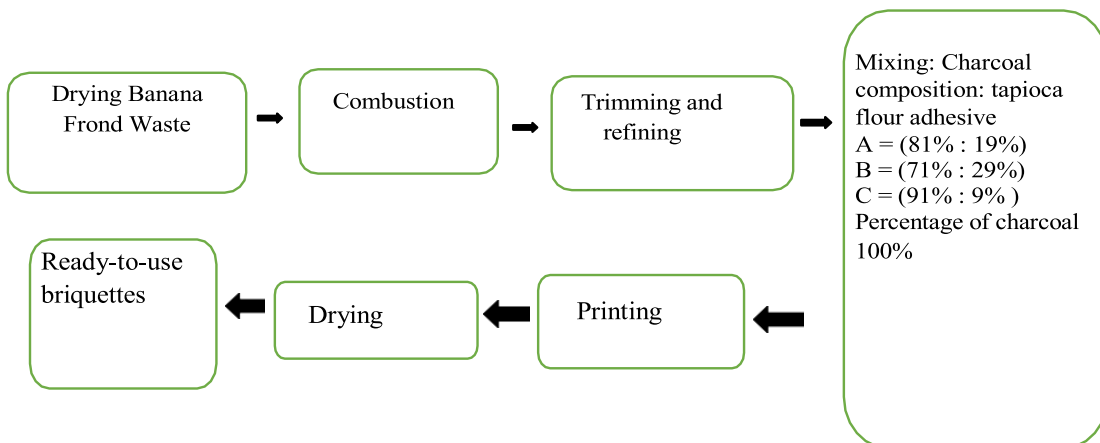 Drying Banana
Frond Waste
Combustion
Trimming and
refining
Mixing: Charcoal
composition: tapioca
flour adhesive
A = (81% : 19%)
B = (71% : 29%)
C = (91% : 9% )
Percentage of charcoal
100%
Printing
Drying
Ready-to-use
briquettes